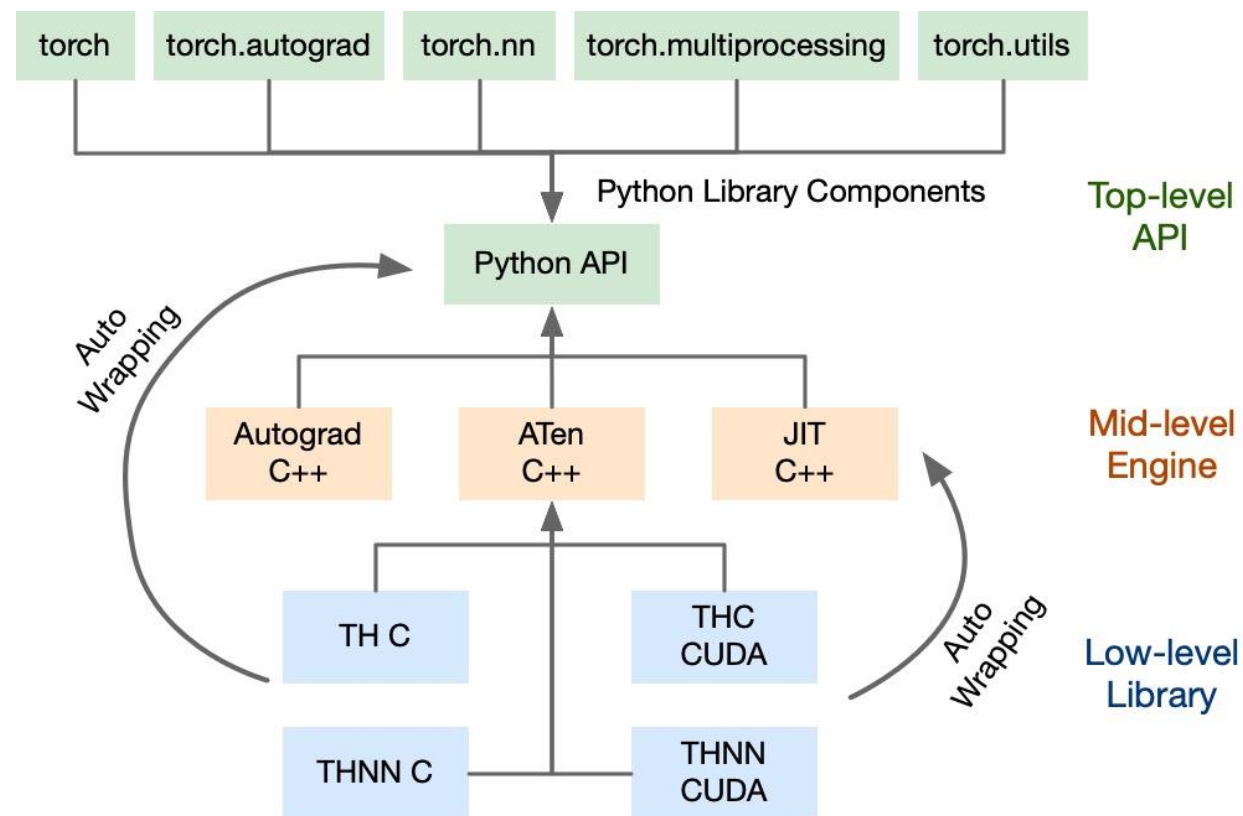 torch
torch.autograd
torch.nn
torch.multiprocessing
torch.utils
Python Library Components
Top-level
API
Python API
Auto
Wrapping
Autograd
C++
ATen
C++
JIT
C++
Mid-level
Engine
TH C
THC
CUDA
Auto
Wrapping
Low-level
Library
THNN C
THNN
CUDA